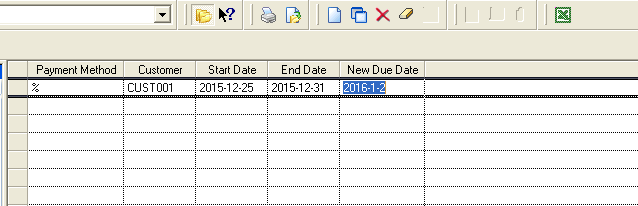 Payment Method Customer Start Date End Date New Due Date
% CUST001 2015-12-25 2015-12-31 2016-1-2